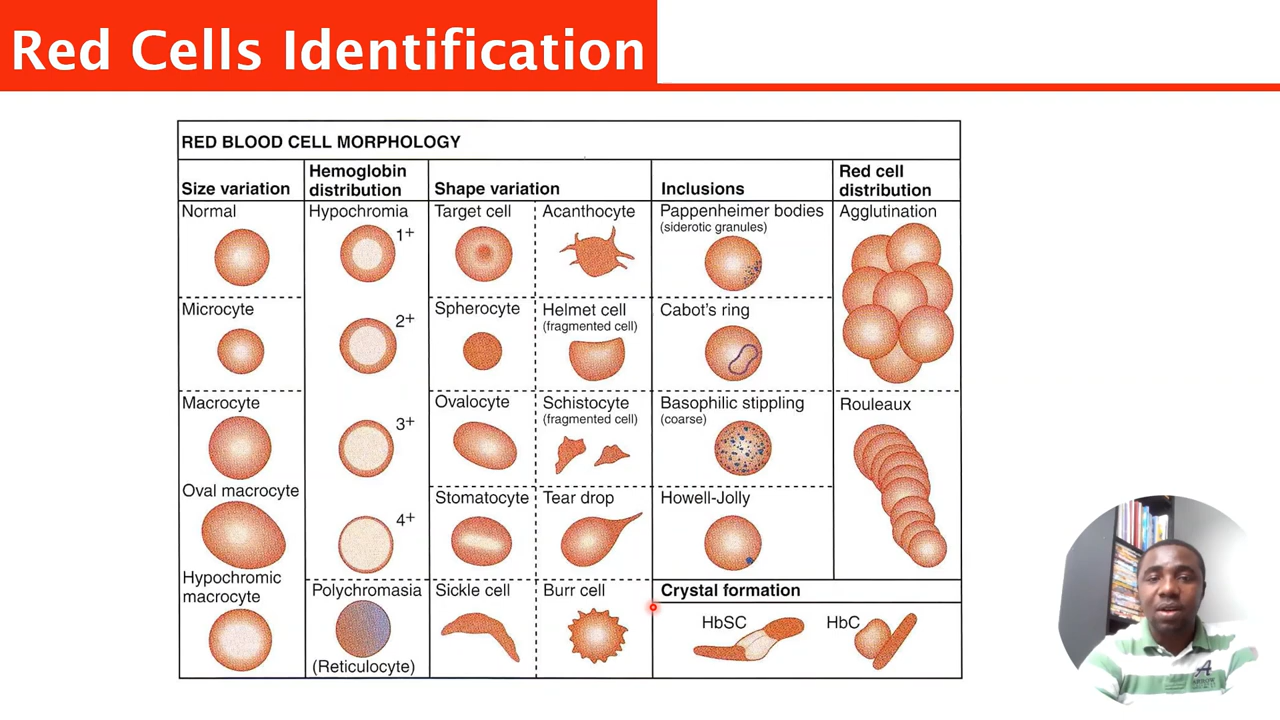 Red Cells Identification
RED BLOOD CELL MORPHOLOGY
Size variation
Normal
Microcyte
Macrocyte
Oval macrocyte
Hypochromic
macrocyte
Hemoglobin
distribution
Hypochromia
1+
2+
3+
4+
Polychromasia
(Reticulocyte)
Shape variation
Target cell
Spherocyte
Ovalocyte
Stomatocyte
Sickle cell
Acanthocyte
Helmet cell
(fragmented cell)
Schistocyte
(fragmented cell)
Tear drop
Burr cell
Inclusions
Pappenheimer bodies
(siderotic granules)
Cabot's ring
Basophilic stippling
(coarse)
Howell-Jolly
Red cell
distribution
Agglutination
Rouleaux
Crystal formation
HbSC
HbC
A